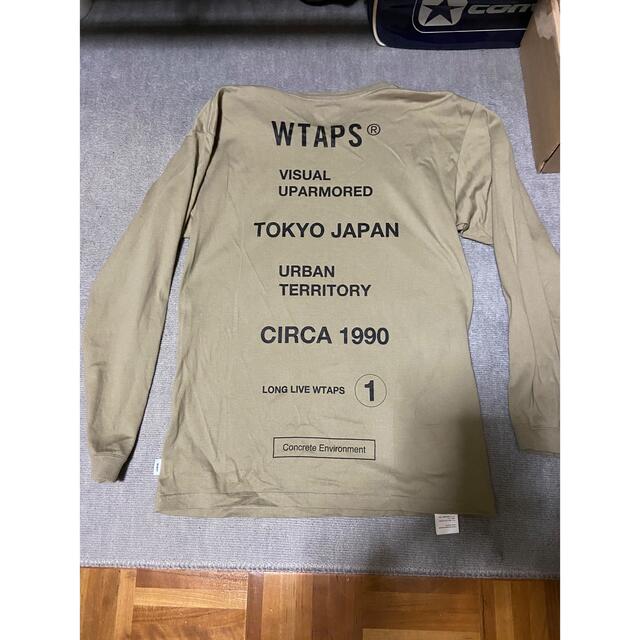 WTAPS®
VISUAL
UPARMORED
TOKYO JAPAN
URBAN
TERRITORY
CIRCA 1990
LONG LIVE WTAPS 1
Concrete Environment